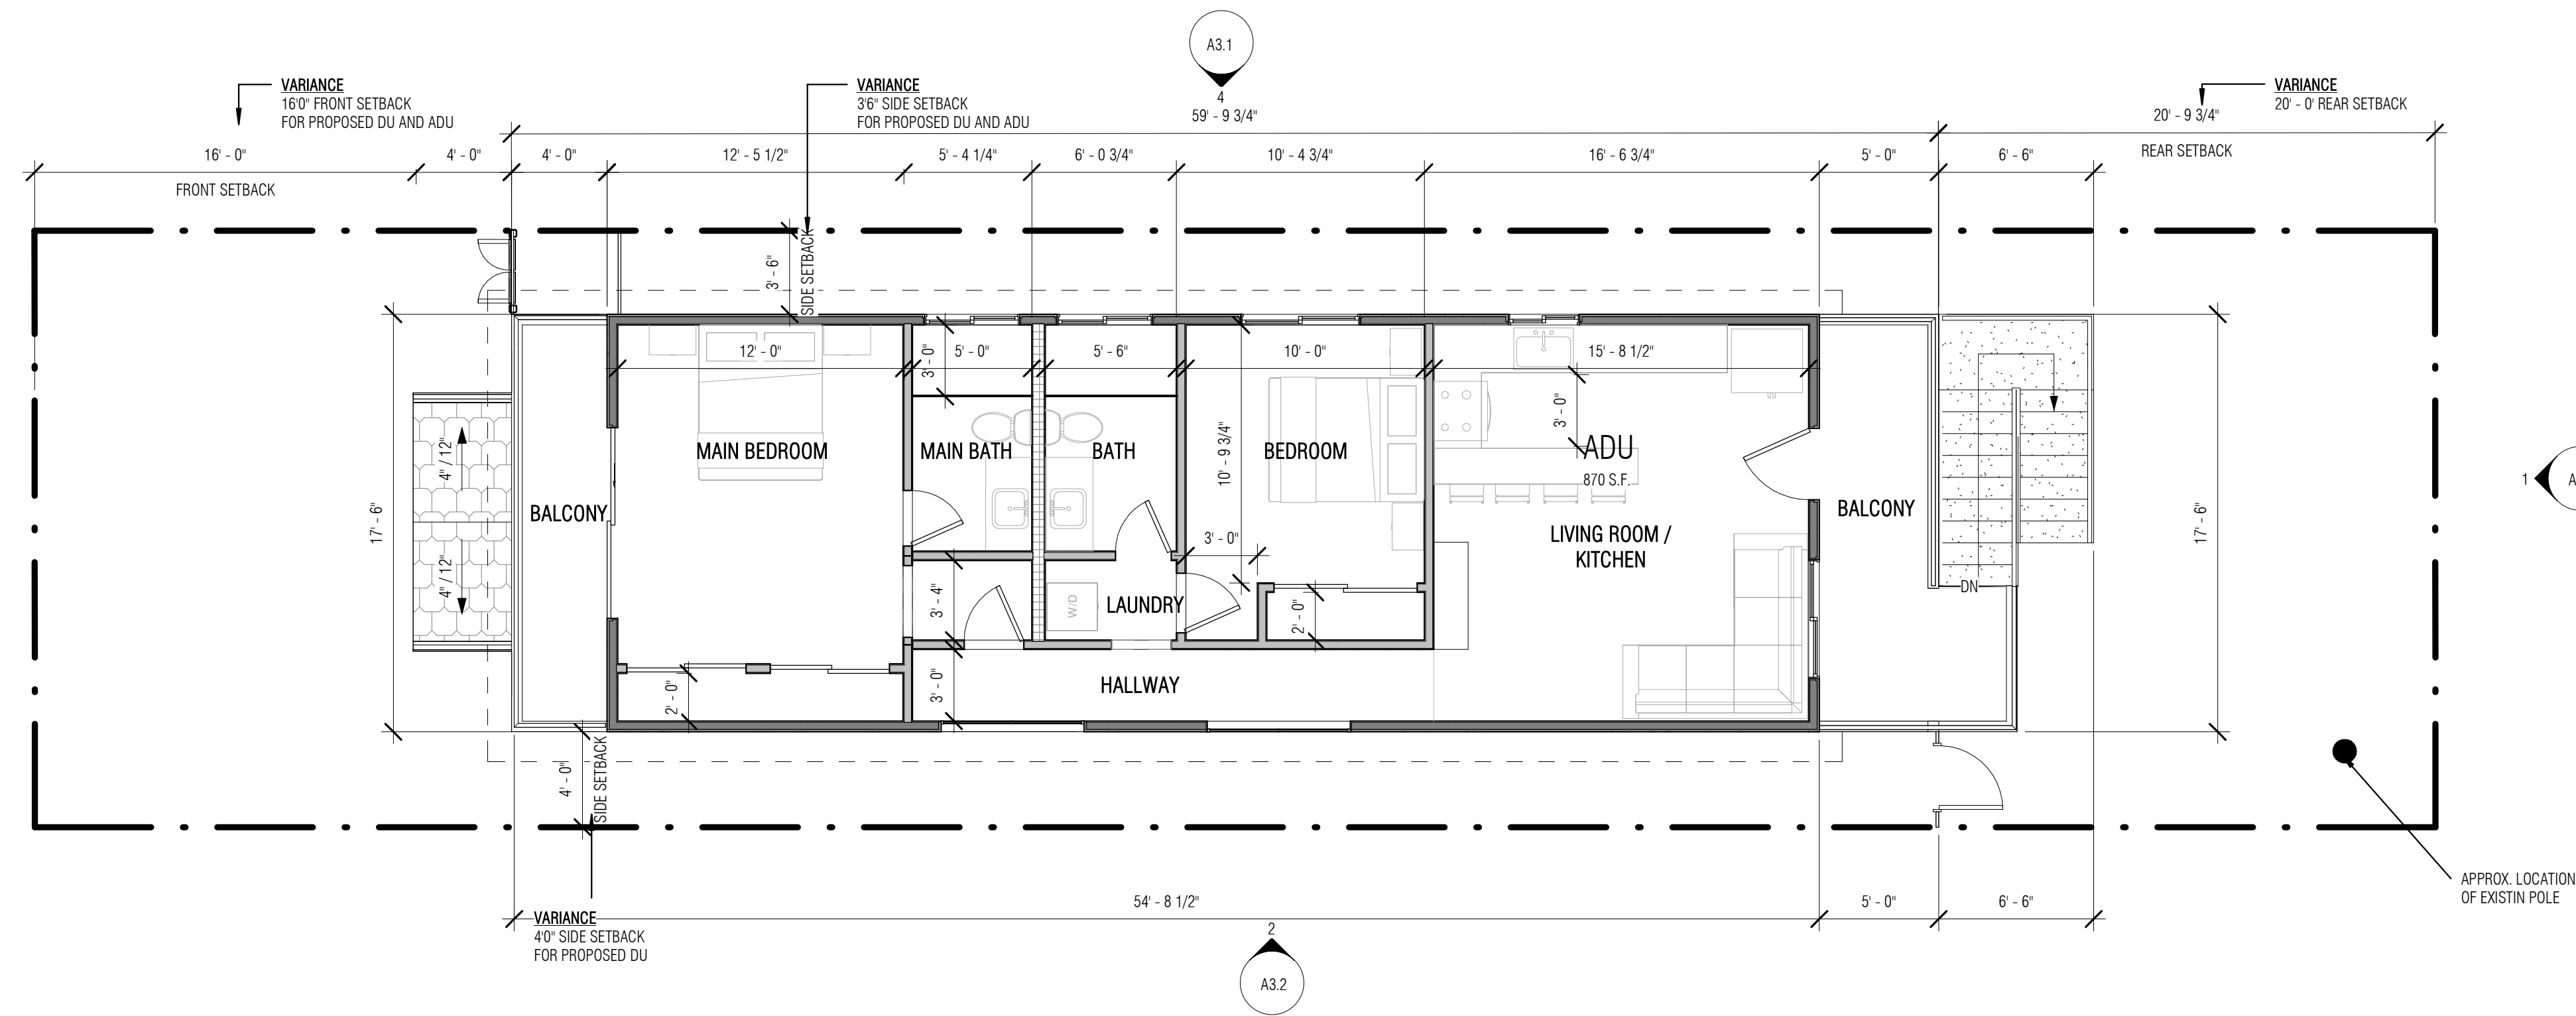 A3.1
4
59' - 9 3/4"
VARIANCE
16'0" FRONT SETBACK
FOR PROPOSED DU AND ADU
VARIANCE
3'6" SIDE SETBACK
FOR PROPOSED DU AND ADU
VARIANCE
20' - 0' REAR SETBACK
20' - 9 3/4"
REAR SETBACK
16' - 0"
4' - 0"
4' - 0"
12' - 5 1/2"
5' - 4 1/4"
6' - 0 3/4"
10' - 4 3/4"
16' - 6 3/4"
5' - 0"
6' - 6"
FRONT SETBACK
3' - 6"
SIDE SETBACK
12' - 0"
3' - 0"
5' - 0"
5' - 6"
10' - 0"
15' - 8 1/2"
3' - 0"
MAIN BEDROOM
MAIN BATH
BATH
10' - 9 3/4"
BEDROOM
ADU
870 S.F.
4" / 12"
4" / 12"
17' - 6"
BALCONY
LIVING ROOM /
KITCHEN
BALCONY
17' - 6"
1
A
3' - 0"
DN
3' - 4"
W/D
LAUNDRY
2' - 0"
2' - 0"
3' - 0"
HALLWAY
4' - 0"
SIDE SETBACK
APPROX. LOCATION
OF EXISTIN POLE
54' - 8 1/2"
5' - 0"
6' - 6"
VARIANCE
4'0" SIDE SETBACK
FOR PROPOSED DU
2
A3.2